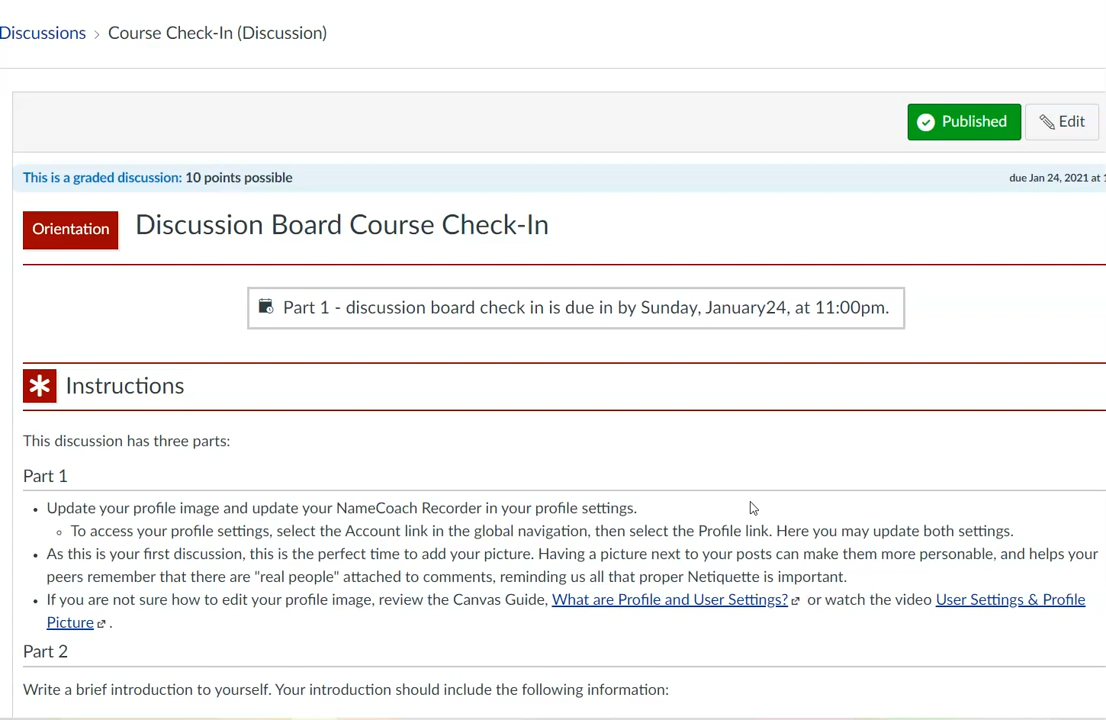 Discussions › Course Check-In (Discussion)
Published
Edit
This is a graded discussion: 10 points possible
due Jan 24, 2021 at
Orientation
Discussion Board Course Check-In
Part 1 - discussion board check in is due in by Sunday, January24, at 11:00pm.
Instructions
This discussion has three parts:
Part 1
• Update your profile image and update your NameCoach Recorder in your profile settings.
◦ To access your profile settings, select the Account link in the global navigation, then select the Profile link. Here you may update both settings.
• As this is your first discussion, this is the perfect time to add your picture. Having a picture next to your posts can make them more personable, and helps your
peers remember that there are "real people" attached to comments, reminding us all that proper Netiquette is important.
• If you are not sure how to edit your profile image, review the Canvas Guide, What are Profile and User Settings? or watch the video User Settings & Profile
Picture .
Part 2
Write a brief introduction to yourself. Your introduction should include the following information: